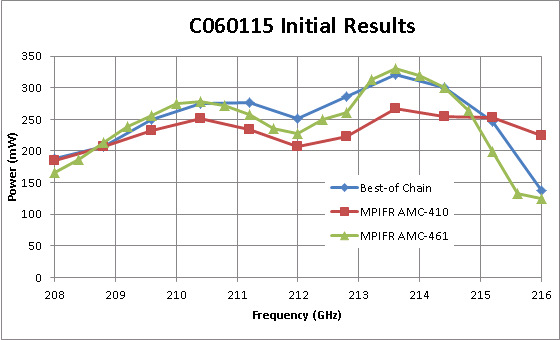 C060115 Initial Results
350
300
250
200
150
100
50
0
Power (mW)
Best-of Chain
MPIFR AMC-410
MPIFR AMC-461
208 209 210 211 212 213 214 215 216
Frequency (GHz)